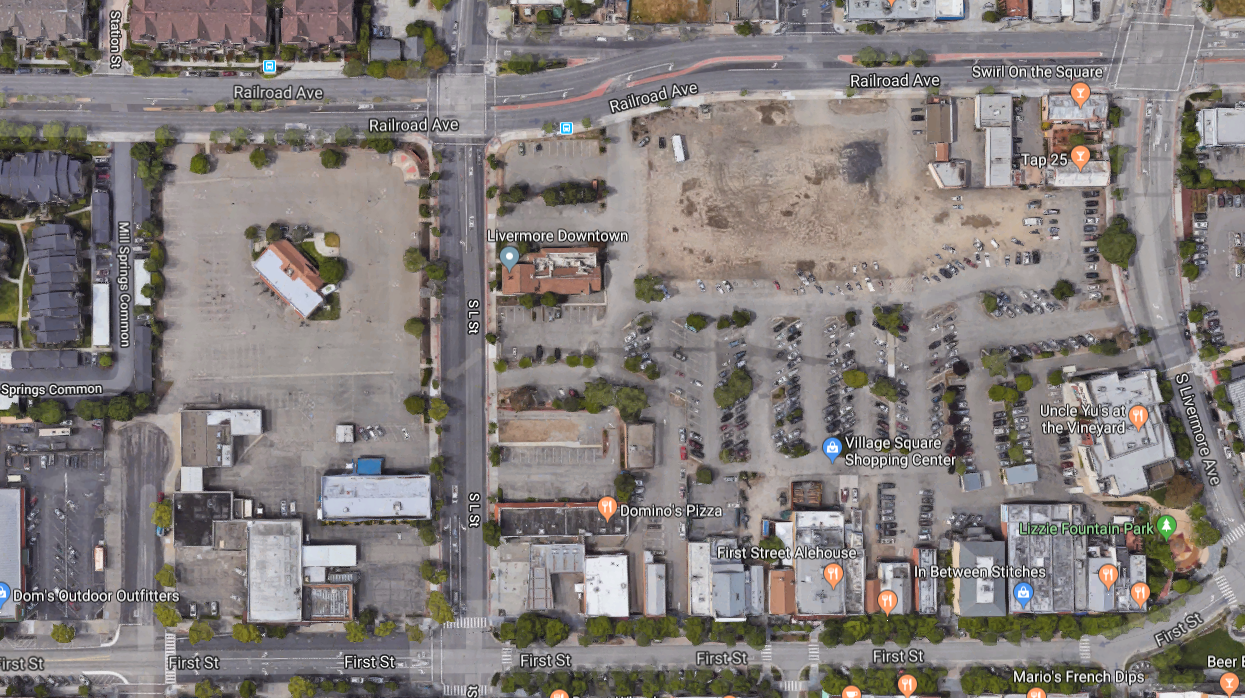 Station St
Railroad Ave
Railroad Ave
Railroad Ave
Railroad Ave
Swirl On the Square
Tap 25
Livermore Downtown
Mill Springs Common
S L St
Springs Common
Uncle Yu's at
the Vineyard
S Livermore Ave
Village Square
Shopping Center
S L St
Domino's Pizza
Lizzie Fountain Park
First Street Alehouse
In Between Stitches
Dom's Outdoor Outfitters
First St
First St
First St
First St
First St
First St
First St
Mario's French Dips
Beer